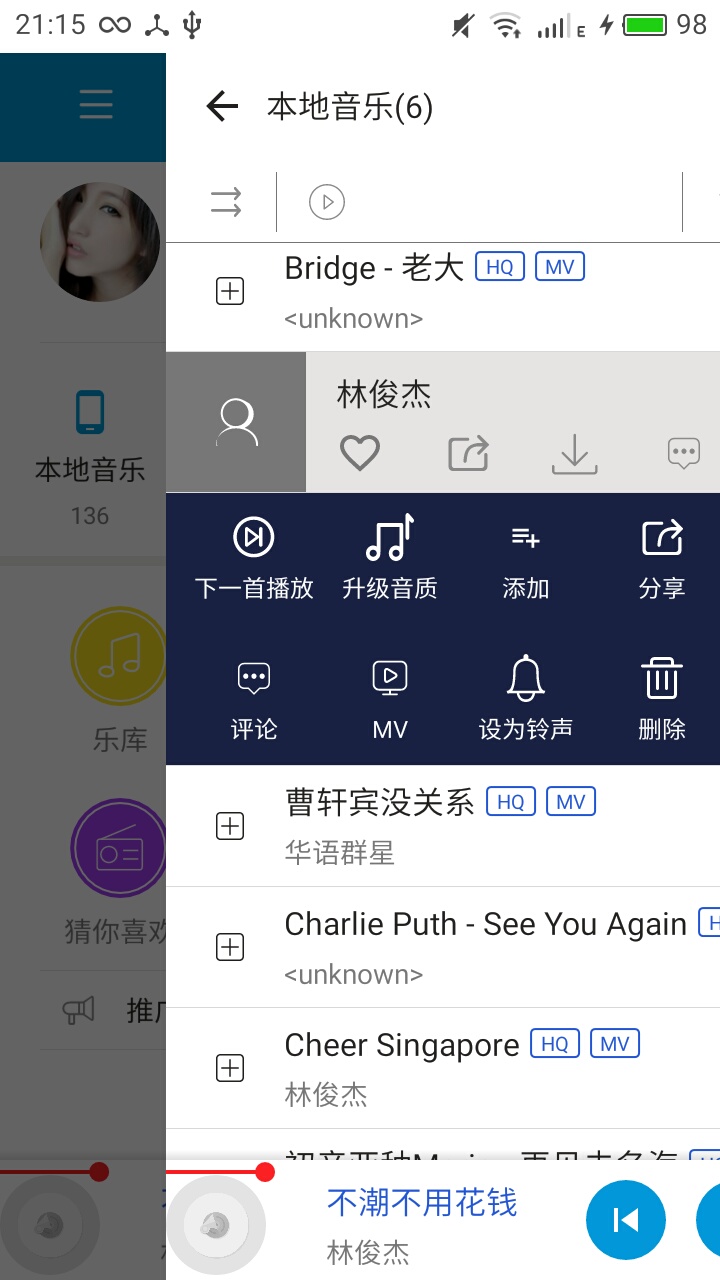 21:15
E
98
本地音乐(6)
Bridge - 老大 HQ MV
<unknown>
林俊杰
本地音乐
136
下一首播放 升级音质 添加 分享
评论 MV 设为铃声 删除
乐库
曹轩宾没关系 HQ MV
华语群星
猜你喜欢
Charlie Puth - See You Again H
<unknown>
推广
Cheer Singapore HQ MV
林俊杰
不潮不用花钱
林俊杰